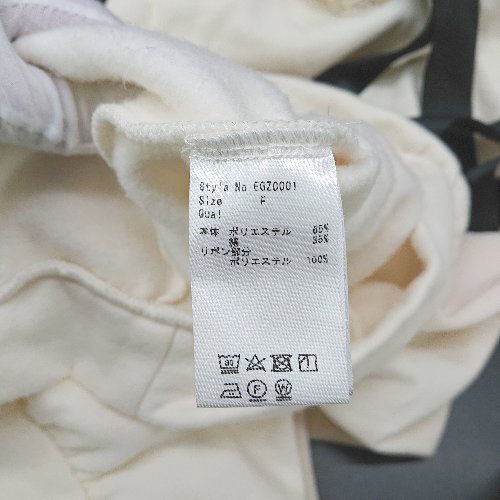 Style No EGZ0001
Size F
Qual
本体 ポリエステル 65%
綿 35%
リボン部分
ポリエステル 100%
F W